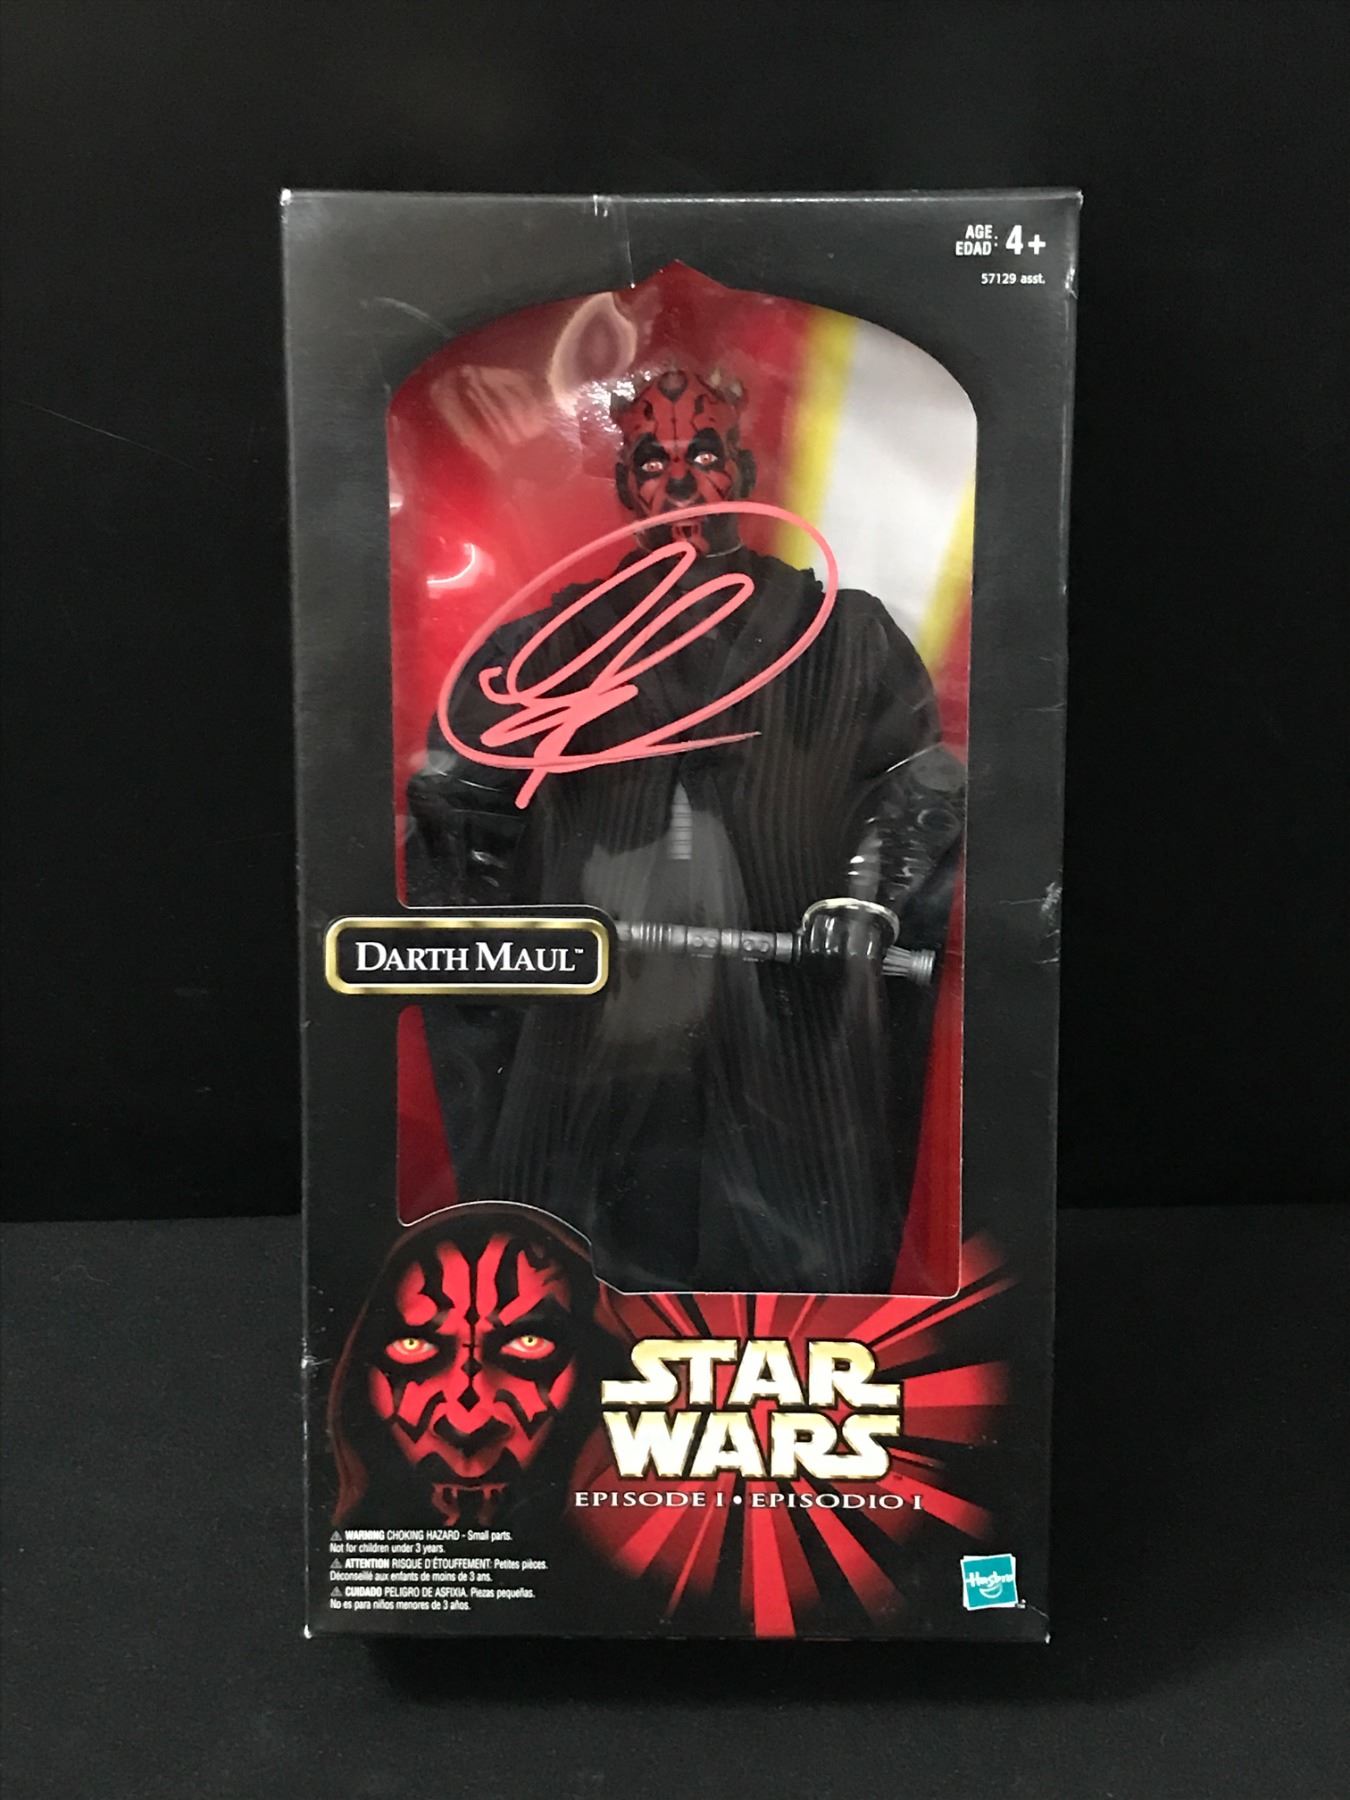 AGE: 4+
EDAD:
57129 asst.
DARTH MAUL™
STAR
WARS
EPISODE I • EPISODIO I
⚠ WARNING CHOKING HAZARD - Small parts.
Not for children under 3 years.
⚠ ATTENTION RISQUE D'ÉTOUFFEMENT: Petites pièces.
Déconseillé aux enfants de moins de 3 ans.
⚠ CUIDADO PELIGRO DE ASFIXIA. Piezas pequeñas.
No es para niños menores de 3 años.
Hasbro